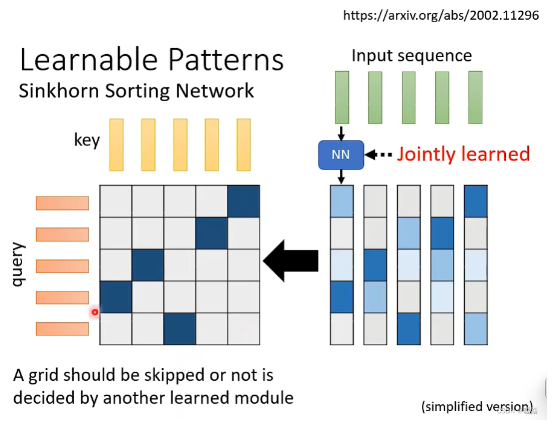 https://arxiv.org/abs/2002.11296
Learnable Patterns
Sinkhorn Sorting Network
Input sequence
key
NN
Jointly learned
query
A grid should be skipped or not is
decided by another learned module
(simplified version)